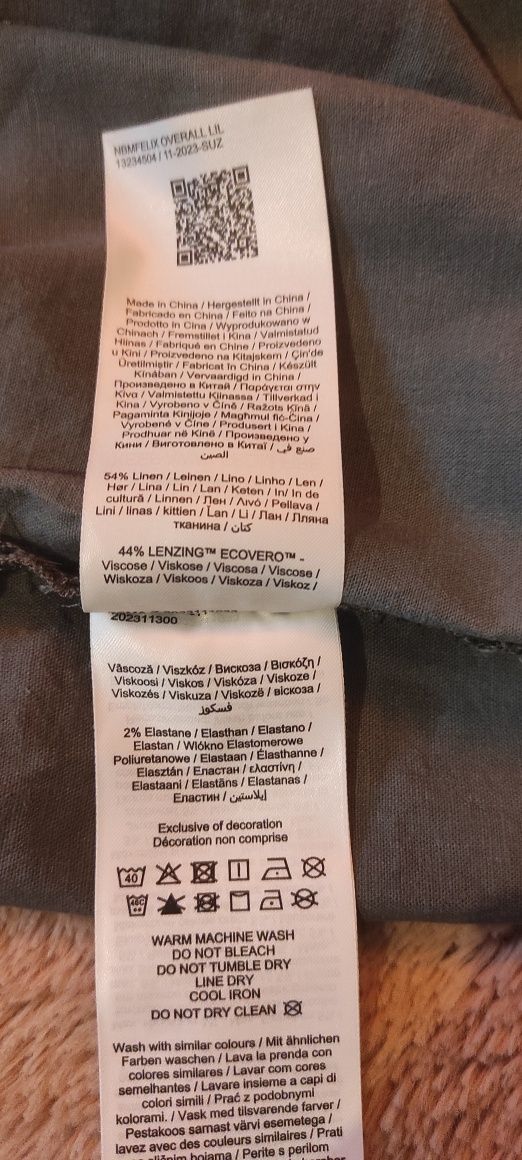 NBMFELIX OVERALL LIL
13234504 / 11-2023-SUZ
Made in China / Hergestellt in China /
Fabricado en China / Feito na China /
Prodotto in Cina / Wyprodukowano w
Chinach / Fremstillet i Kina / Valmistatud
Hiinas / Fabriqué en Chine / Proizvedeno
u Kini / Proizvedeno na Kitajskem / Çin'de
Üretilmiştir / Fabricat în China / Készült
Kínában / Vervaardigd in China /
Произведено в Китай / Παράγεται στην
Κίνα / Valmistettu Kiinassa / Tillverkad i
Kina / Vyrobeno v Číně / Ražots Ķīnā /
Pagaminta Kinijoje / Magħmul fiċ-Ċina /
Vyrobené v Číne / Produsert i Kina /
Prodhuar në Kinë / Произведено у
Кини / Виготовлено в Китаї / صنع في
الصين
54% Linen / Leinen / Lino / Linho / Len /
Hør / Lina / Lin / Lan / Keten / In/ In de
cultură / Linnen / Лен / Λινό / Pellava /
Lini / linas / kittien / Ľan / Li / Лан / Лляна
тканина / كتان
44% LENZING™ ECOVERO™ -
Viscose / Viskose / Viscosa / Viscose /
Wiskoza / Viskoos / Viskoza / Viskoz /
202311300
Vâscoză / Viszkóz / Вискоза / Βισκόζη /
Viskoosi / Viskos / Viskóza / Viskoze /
Viskozės / Viskuza / Viskozë / віскоза /
فسكوز
2% Elastane / Elasthan / Elastano /
Elastan / Włókno Elastomerowe
Poliuretanowe / Elastaan / Élasthanne /
Elasztán / Еластан / ελαστίνη /
Elastaani / Elastāns / Elastanas /
Еластин / إيلاستين
Exclusive of decoration
Décoration non comprise
40
WARM MACHINE WASH
DO NOT BLEACH
DO NOT TUMBLE DRY
LINE DRY
COOL IRON
DO NOT DRY CLEAN
Wash with similar colours / Mit ähnlichen
Farben waschen / Lava la prenda con
colores similares / Lavar com cores
semelhantes / Lavare insieme a capi di
colori simili / Prać z podobnymi
kolorami. / Vask med tilsvarende farver /
Pestakoos samast värvi esemetega /
lavez avec des couleurs similaires / Prati
sličnim bojama / Perite s perilom